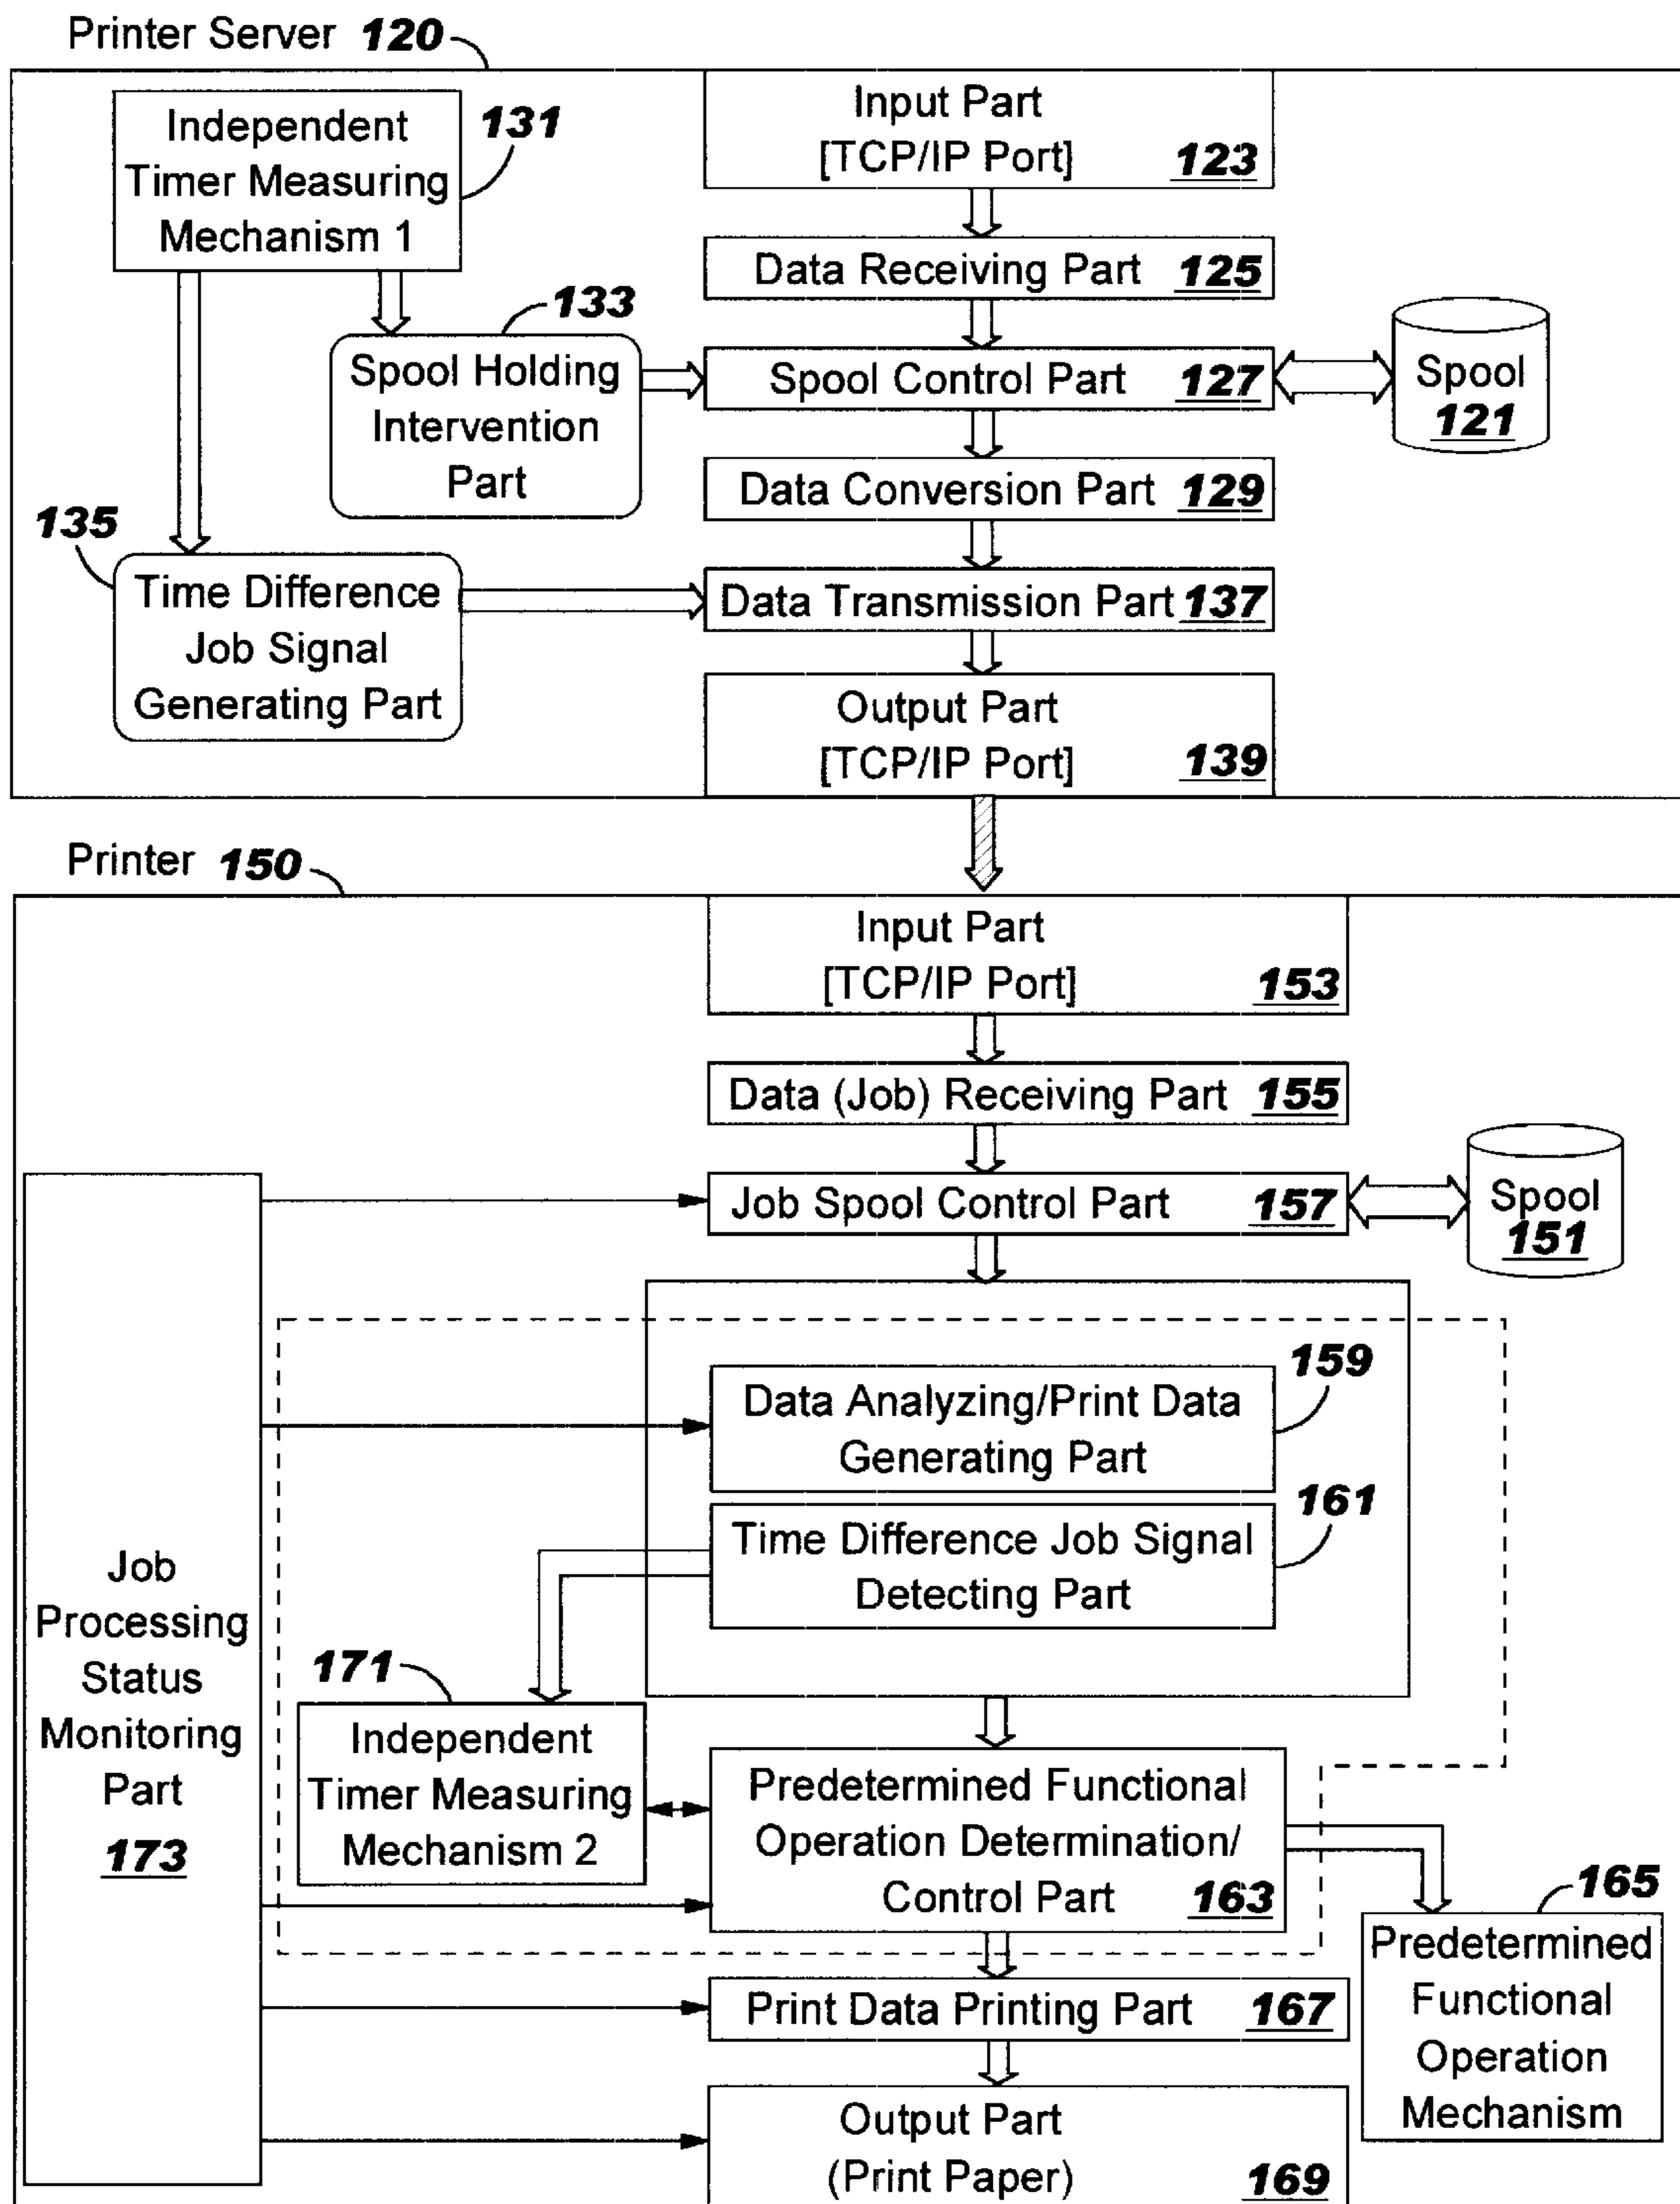 Printer Server 120
Independent
Timer Measuring
Mechanism 1
131
Input Part
[TCP/IP Port] 123
Data Receiving Part 125
133
Spool Holding
Intervention
Part
Spool Control Part 127
Spool
121
Data Conversion Part 129
135
Time Difference
Job Signal
Generating Part
Data Transmission Part 137
Output Part
[TCP/IP Port] 139
Printer 150
Input Part
[TCP/IP Port] 153
Data (Job) Receiving Part 155
Job Spool Control Part 157
Spool
151
159
Data Analyzing/Print Data
Generating Part
161
Time Difference Job Signal
Detecting Part
Job
Processing
Status
Monitoring
Part
173
171
Independent
Timer Measuring
Mechanism 2
Predetermined Functional
Operation Determination/
Control Part 163
165
Predetermined
Functional
Operation
Mechanism
Print Data Printing Part 167
Output Part
(Print Paper) 169